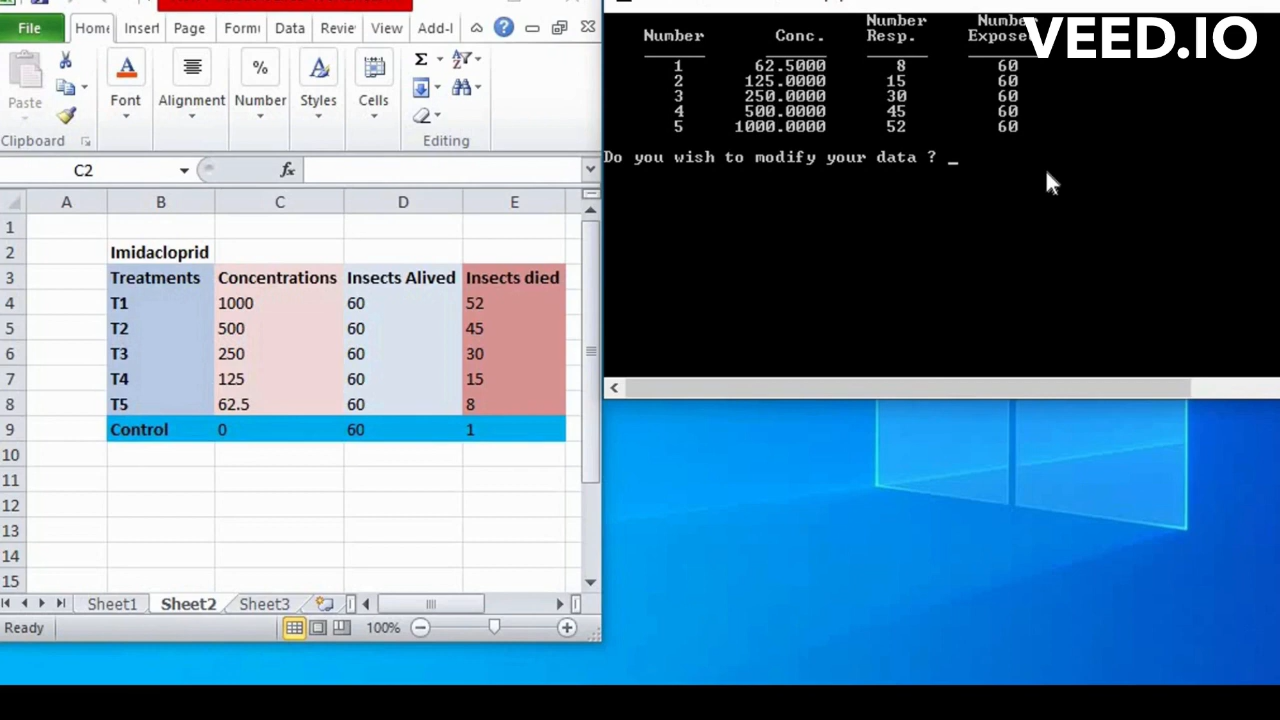 File Home Insert Page Formu Data Revie View Add-I
Paste
Font Alignment Number Styles Cells
Clipboard Editing
C2 fx
A B C D E
1
2 Imidacloprid
3 Treatments Concentrations Insects Alived Insects died
4 T1 1000 60 52
5 T2 500 60 45
6 T3 250 60 30
7 T4 125 60 15
8 T5 62.5 60 8
9 Control 0 60 1
10
11
12
13
14
15
Sheet1 Sheet2 Sheet3
Ready 100%
Number Number
Number Conc. Resp. Expose
1 62.5000 8 60
2 125.0000 15 60
3 250.0000 30 60
4 500.0000 45 60
5 1000.0000 52 60
Do you wish to modify your data ? _
VEED.IO